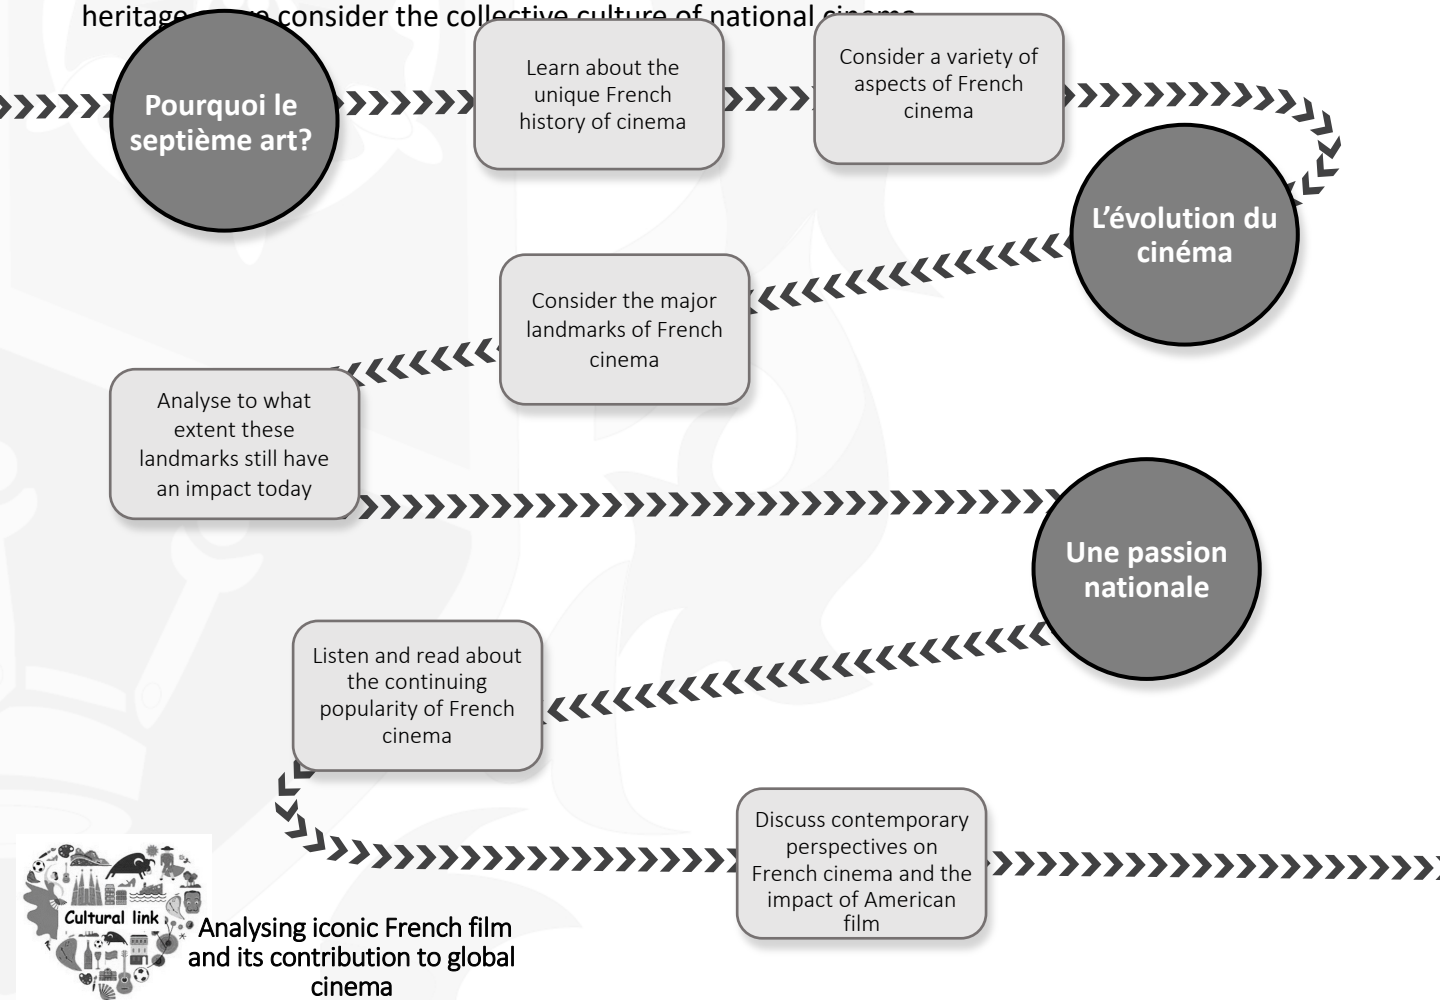 heritage we consider the collective culture of national cinema
Pourquoi le
septième art?
Learn about the
unique French
history of cinema
Consider a variety of
aspects of French
cinema
L’évolution du
cinéma
Consider the major
landmarks of French
cinema
Analyse to what
extent these
landmarks still have
an impact today
Une passion
nationale
Listen and read about
the continuing
popularity of French
cinema
Discuss contemporary
perspectives on
French cinema and the
impact of American
film
Cultural link
Analysing iconic French film
and its contribution to global
cinema